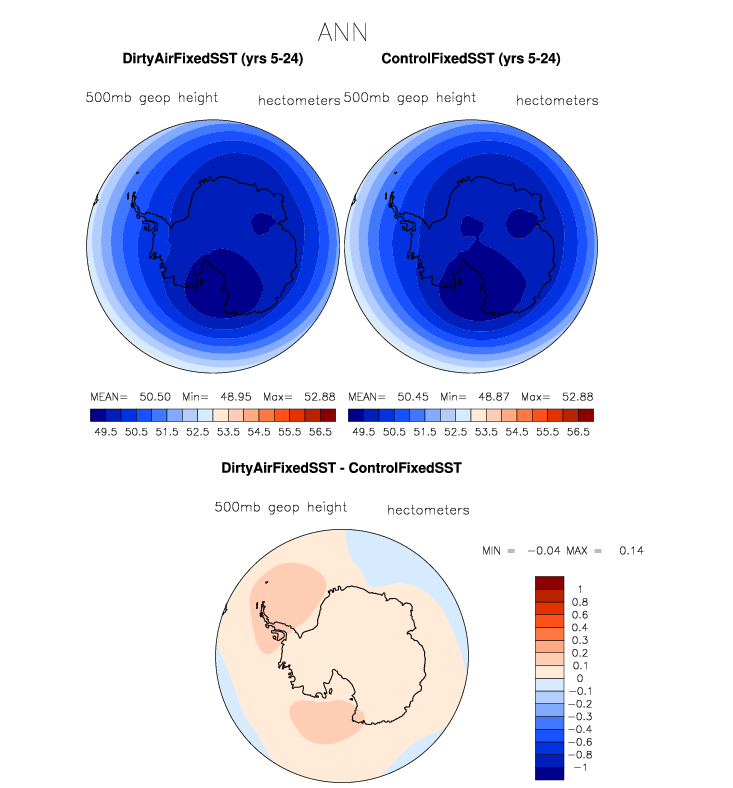 ANN
DirtyAirFixedSST (yrs 5-24) ControlFixedSST (yrs 5-24)
500mb geop height hectometers 500mb geop height hectometers
MEAN= 50.50 Min= 48.95 Max= 52.88 MEAN= 50.45 Min= 48.87 Max= 52.88
49.5 50.5 51.5 52.5 53.5 54.5 55.5 56.5 49.5 50.5 51.5 52.5 53.5 54.5 55.5 56.5
DirtyAirFixedSST - ControlFixedSST
500mb geop height hectometers
MIN = -0.04 MAX = 0.14
1
0.8
0.6
0.4
0.3
0.2
0.1
0
-0.1
-0.2
-0.3
-0.4
-0.6
-0.8
-1